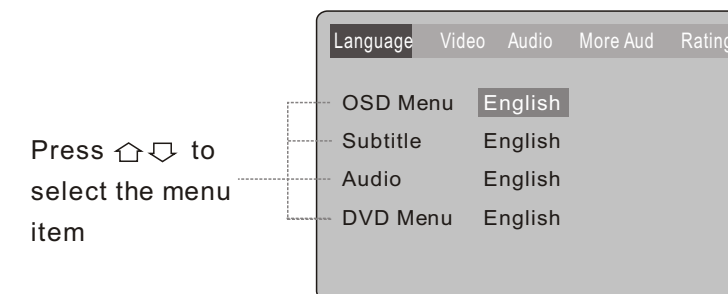 Language Video Audio More Aud Rating
OSD Menu English
Subtitle English
Audio English
DVD Menu English
Press ⇧⇩ to
select the menu
item